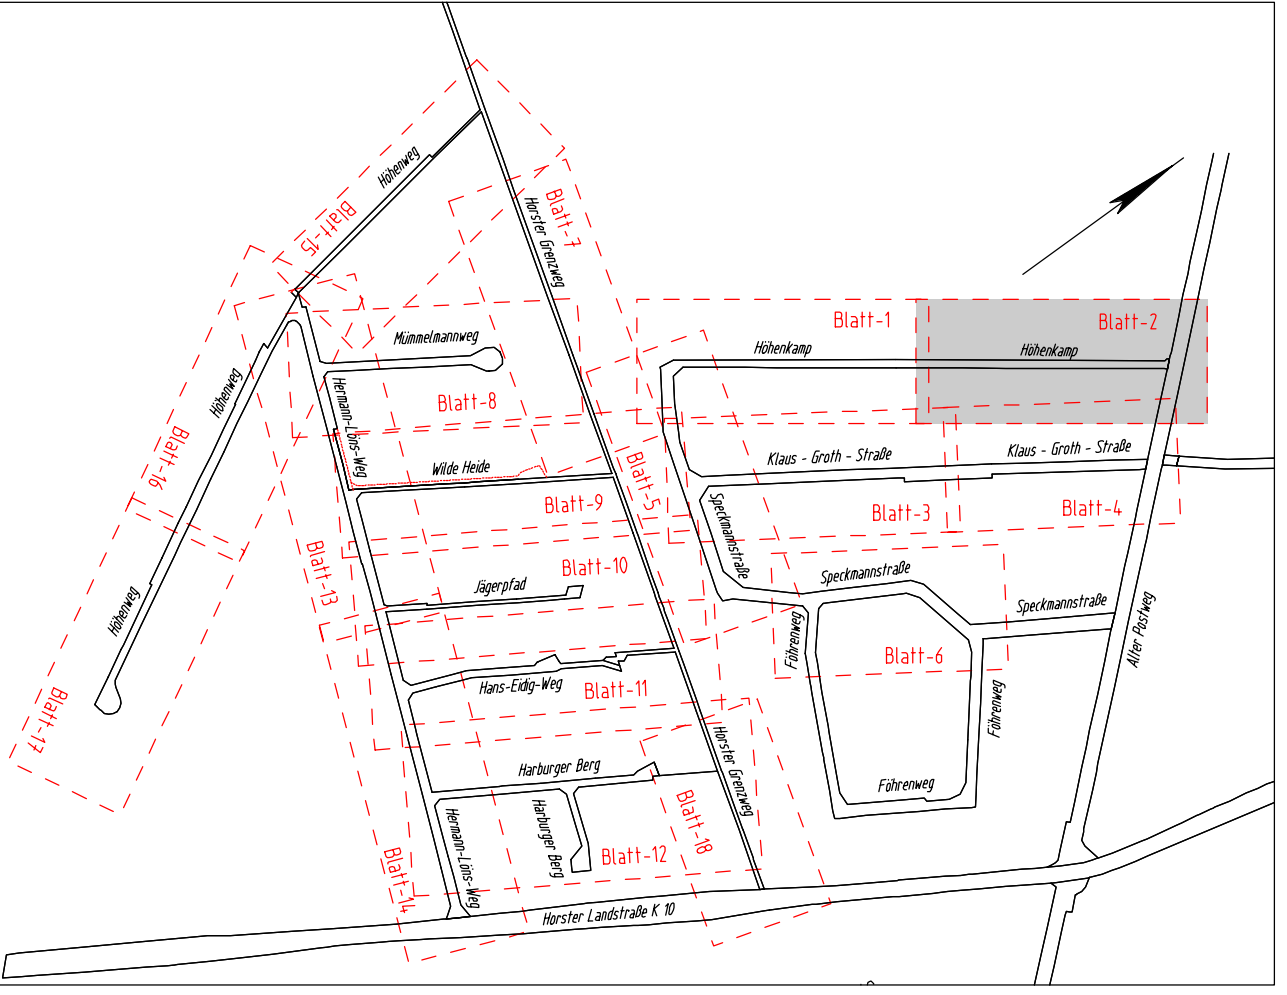 Höhenweg
Blatt-15
Blatt-7
Horster Grenzweg
Blatt-1
Blatt-2
Höhenkamp
Höhenkamp
Mümmelmannweg
Höhenweg
Hermann-Löns-Weg
Blatt-8
Blatt-16
Wilde Heide
Blatt-5
Klaus - Groth - Straße
Klaus - Groth - Straße
Blatt-9
Blatt-3
Blatt-4
Speckmannstraße
Blatt-13
Blatt-10
Jägerpfad
Speckmannstraße
Speckmannstraße
Höhenweg
Föhrenweg
Alter Postweg
Blatt-6
Hans-Eidig-Weg
Blatt-11
Föhrenweg
Blatt-17
Horster Grenzweg
Harburger Berg
Föhrenweg
Blatt-18
Harburger Berg
Hermann-Löns-Weg
Blatt-12
Blatt-14
Horster Landstraße K 10